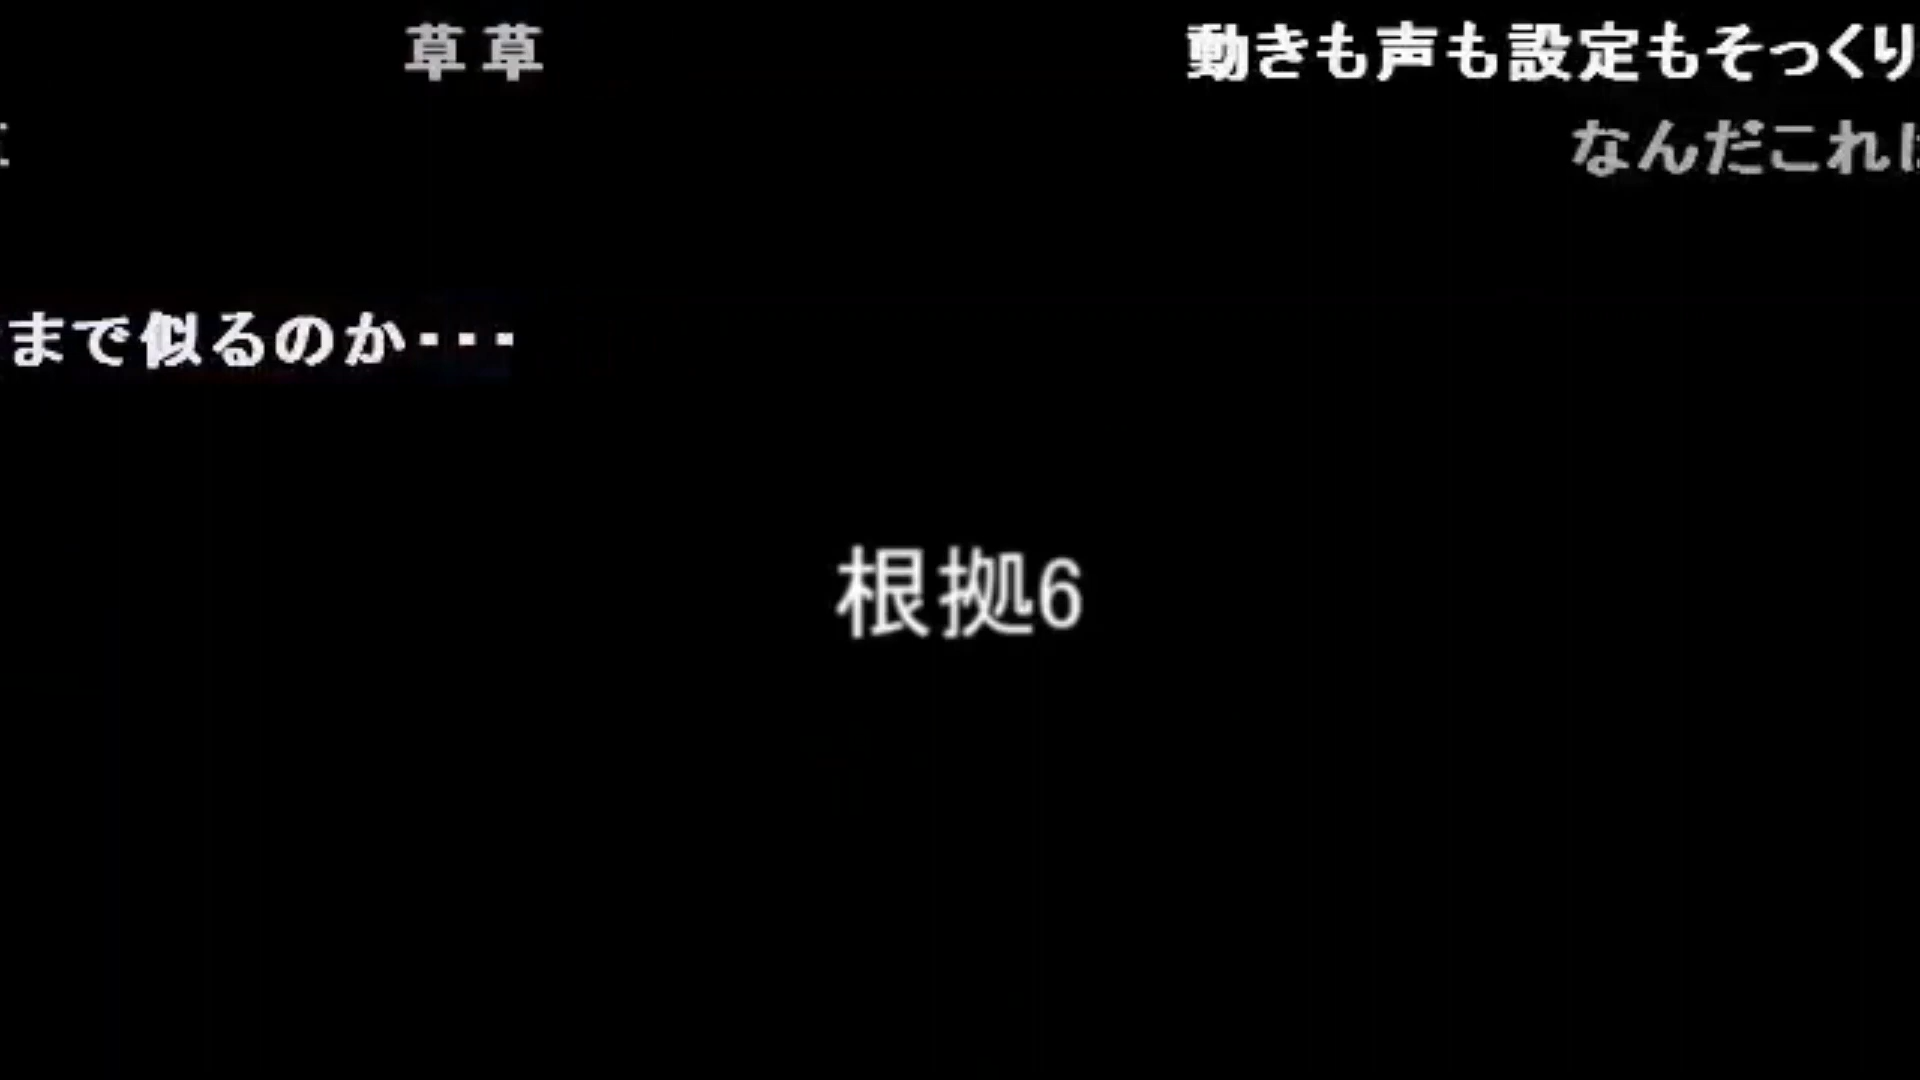 草草
動きも声も設定もそっくり
なんだこれ
まで似るのか・・・
根拠6